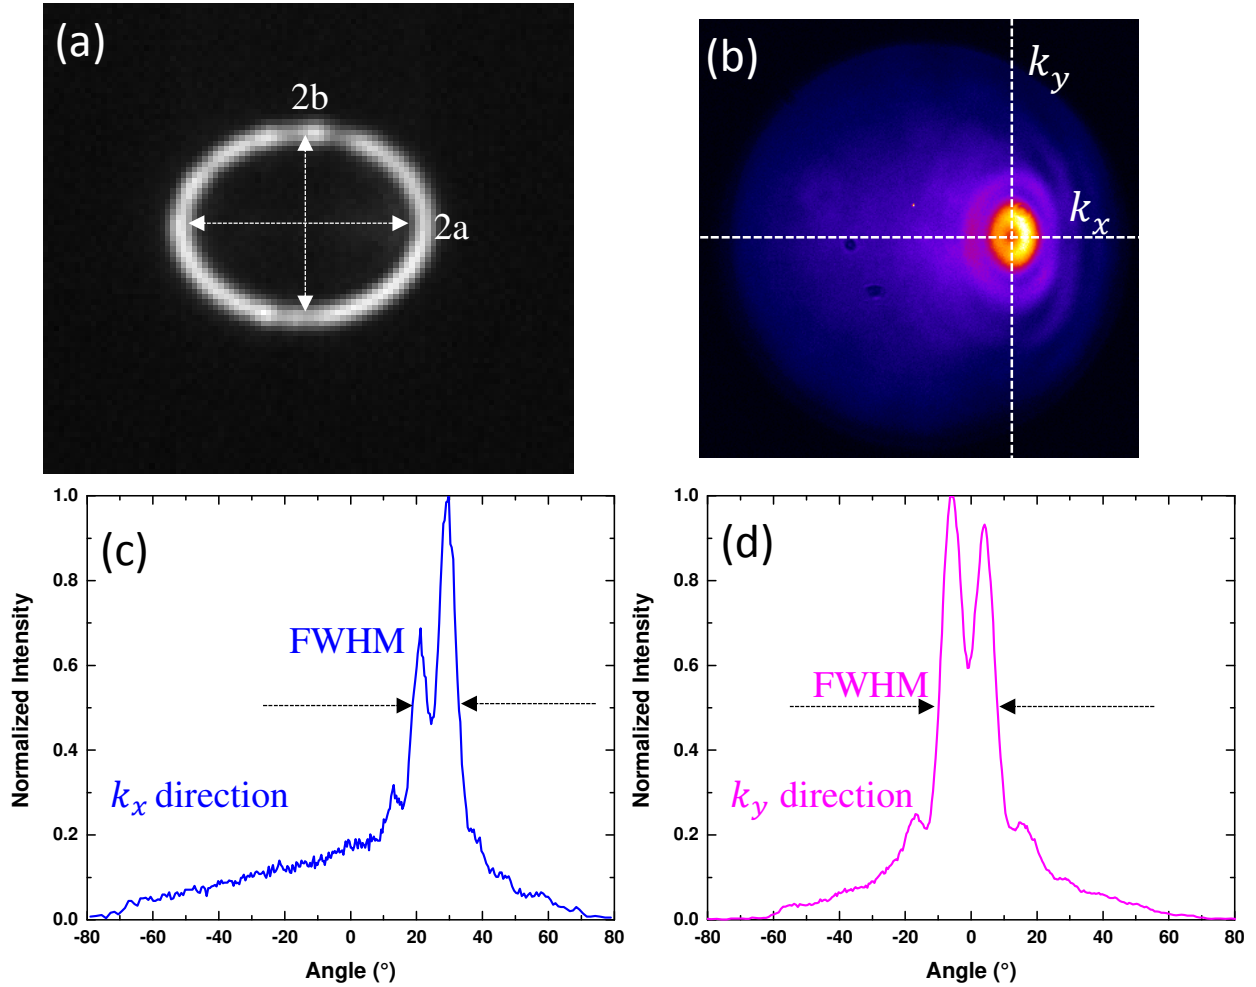 (a)
2b
2a
(b)
k_y
k_x
(c)
FWHM
k_x direction
Normalized Intensity
1.0
0.8
0.6
0.4
0.2
0.0
-80 -60 -40 -20 0 20 40 60 80
Angle (°)
(d)
FWHM
k_y direction
Normalized Intensity
1.0
0.8
0.6
0.4
0.2
0.0
-80 -60 -40 -20 0 20 40 60 80
Angle (°)